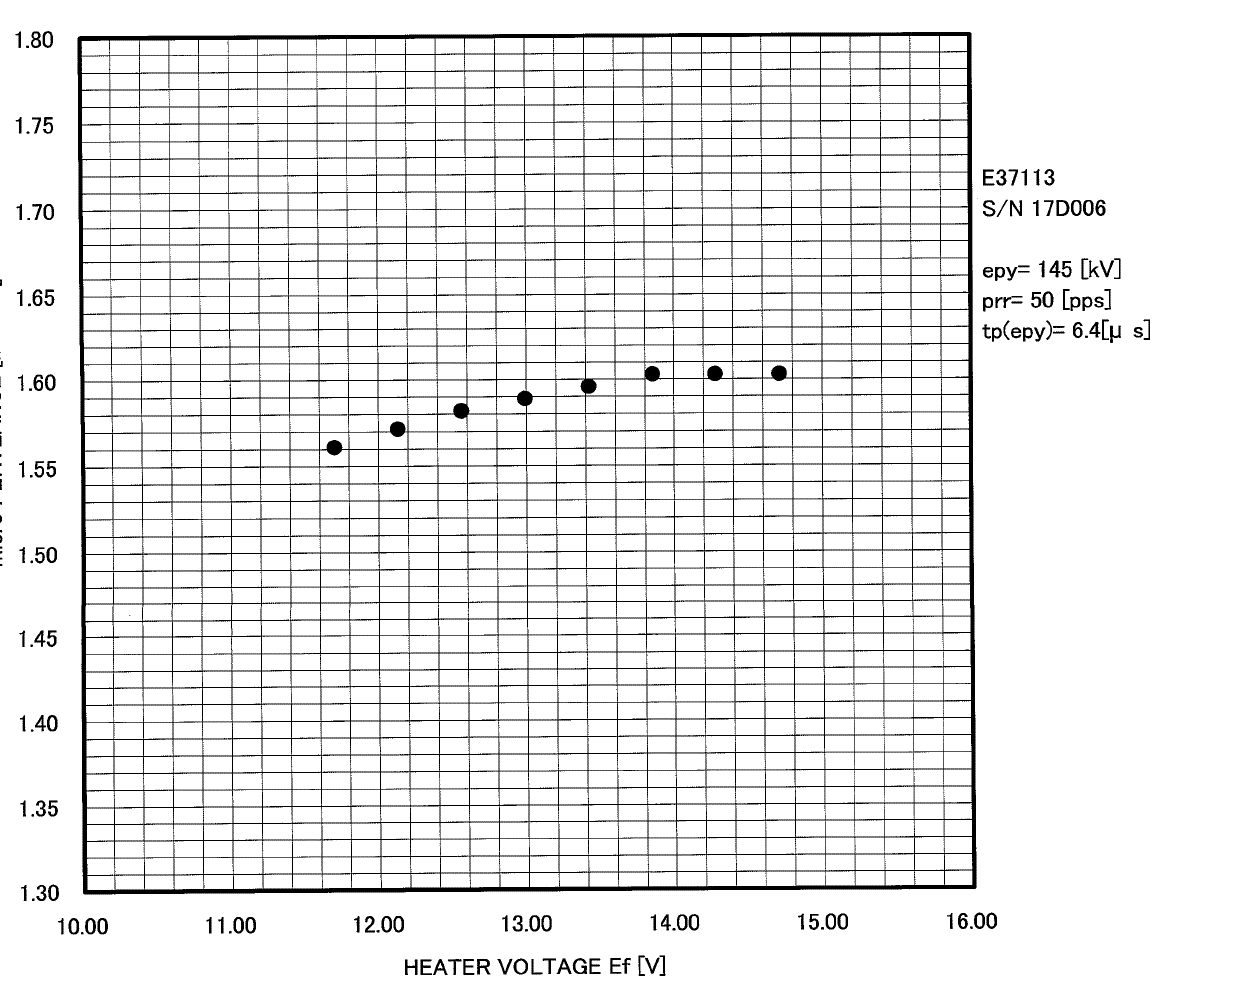 1.80
1.75
1.70
1.65
1.60
1.55
1.50
1.45
1.40
1.35
1.30
10.00 11.00 12.00 13.00 14.00 15.00 16.00
HEATER VOLTAGE Ef [V]
E37113
S/N 17D006
epy= 145 [kV]
prr= 50 [pps]
tp(epy)= 6.4[μ s]